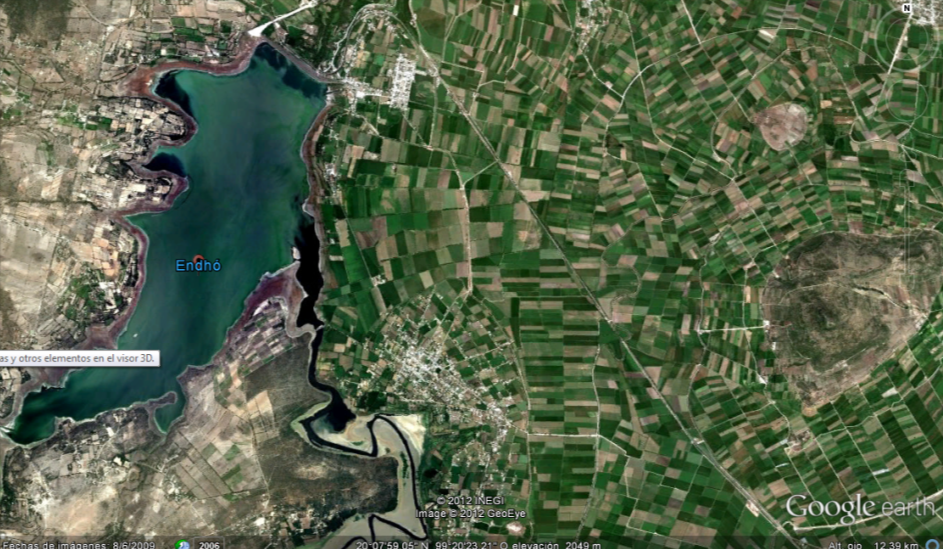 N
Endhó
as y otros elementos en el visor 3D.
© 2012 INEGI
Image © 2012 GeoEye
Google earth
Fechas de imágenes: 8/6/2009 2006 20°07'59.05" N 99°20'23.21" O elevación 2049 m Alt. ojo 12.39 km